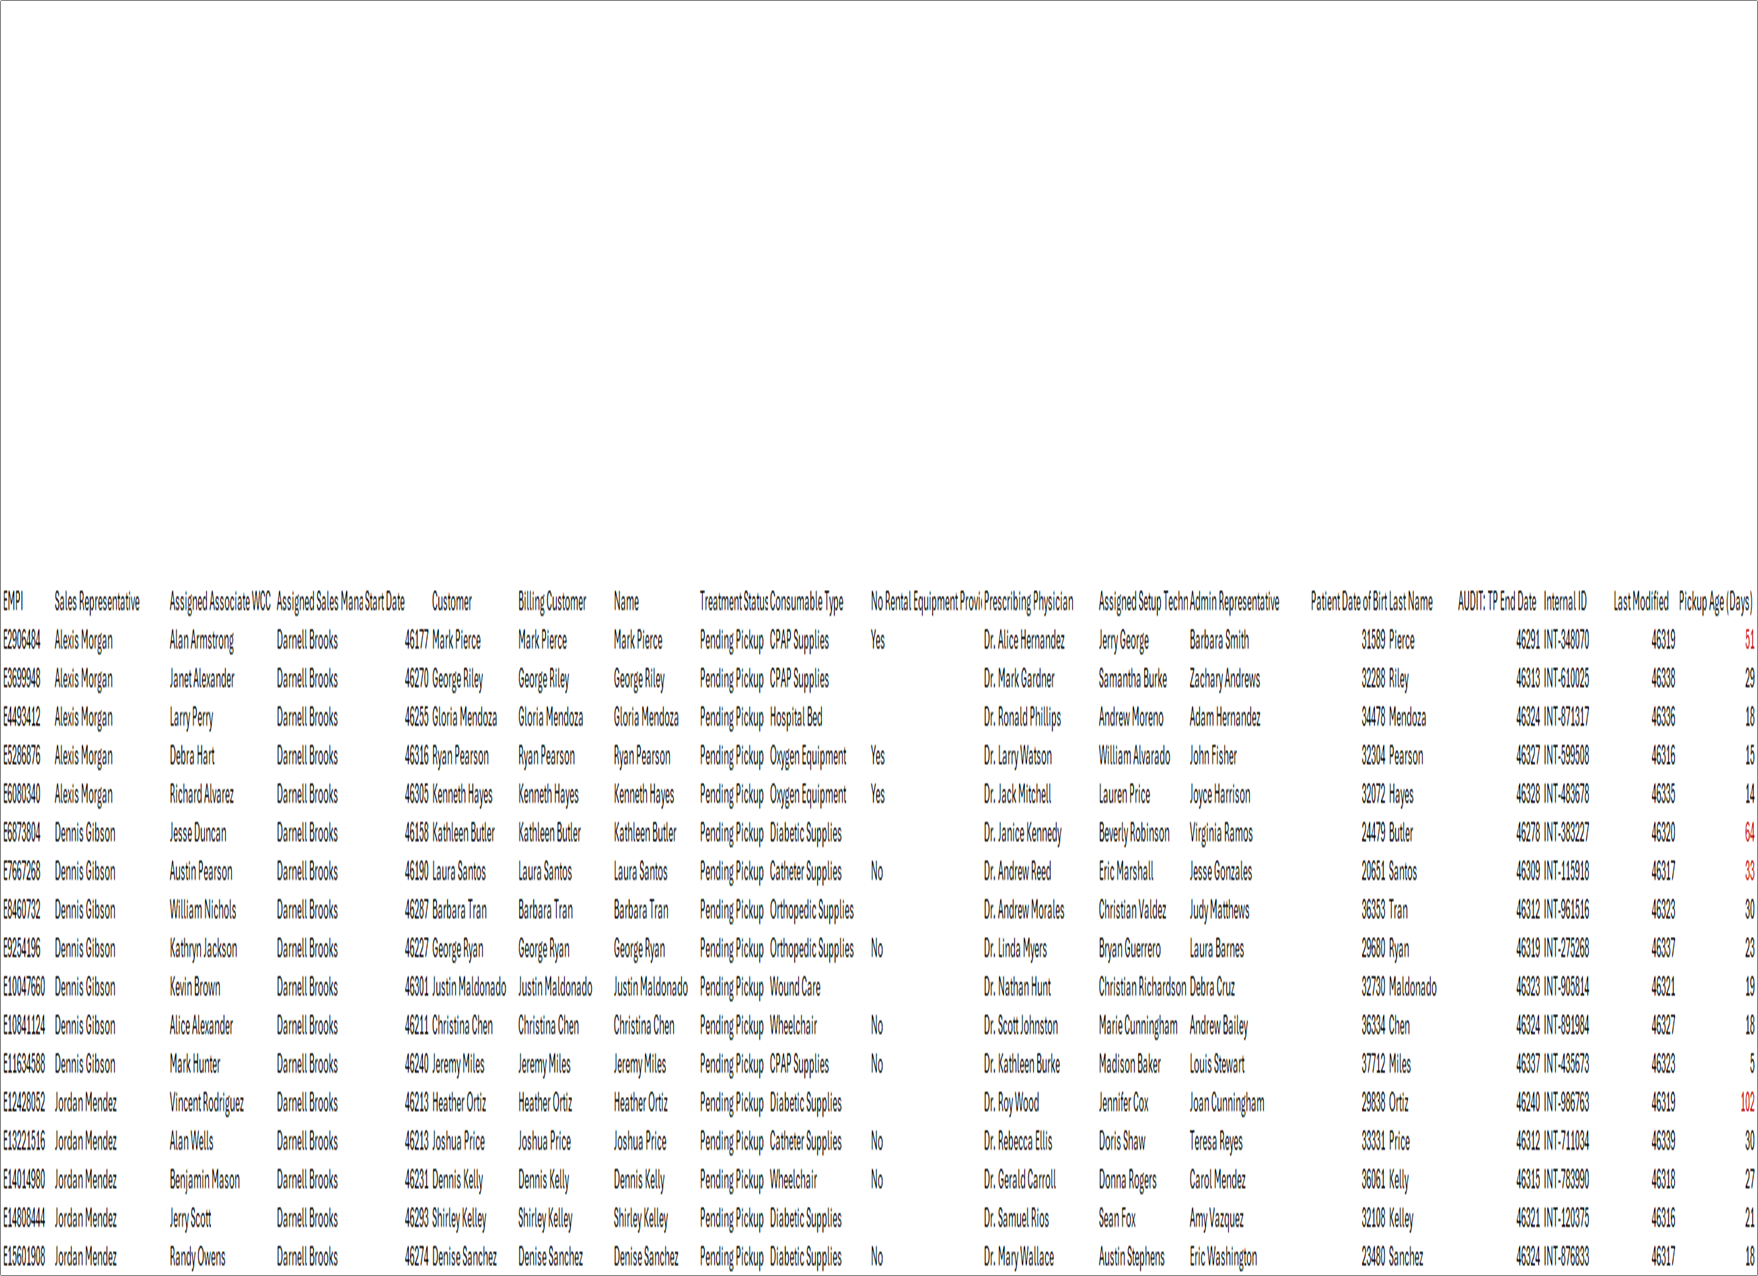 EMPI Sales Representative Assigned Associate WCC Assigned Sales Mana Start Date Customer Billing Customer Name Treatment Status Consumable Type No Rental Equipment Provi Prescribing Physician Assigned Setup Techn Admin Representative Patient Date of Birt Last Name AUDIT: TP End Date Internal ID Last Modified Pickup Age (Days)
E2906484 Alexis Morgan Alan Armstrong Darnell Brooks 46177 Mark Pierce Mark Pierce Mark Pierce Pending Pickup CPAP Supplies Yes Dr. Alice Hernandez Jerry George Barbara Smith 31589 Pierce 46291 INT-348070 46319 51
E3699948 Alexis Morgan Janet Alexander Darnell Brooks 46270 George Riley George Riley George Riley Pending Pickup CPAP Supplies Dr. Mark Gardner Samantha Burke Zachary Andrews 32288 Riley 46313 INT-610025 46338 29
E4493412 Alexis Morgan Larry Perry Darnell Brooks 46255 Gloria Mendoza Gloria Mendoza Gloria Mendoza Pending Pickup Hospital Bed Dr. Ronald Phillips Andrew Moreno Adam Hernandez 34478 Mendoza 46324 INT-871317 46336 18
E5286876 Alexis Morgan Debra Hart Darnell Brooks 46316 Ryan Pearson Ryan Pearson Ryan Pearson Pending Pickup Oxygen Equipment Yes Dr. Larry Watson William Alvarado John Fisher 32304 Pearson 46327 INT-599508 46316 15
E6080340 Alexis Morgan Richard Alvarez Darnell Brooks 46305 Kenneth Hayes Kenneth Hayes Kenneth Hayes Pending Pickup Oxygen Equipment Yes Dr. Jack Mitchell Lauren Price Joyce Harrison 32072 Hayes 46328 INT-483678 46335 14
E6873804 Dennis Gibson Jesse Duncan Darnell Brooks 46158 Kathleen Butler Kathleen Butler Kathleen Butler Pending Pickup Diabetic Supplies Dr. Janice Kennedy Beverly Robinson Virginia Ramos 24479 Butler 46278 INT-383227 46320 64
E7667268 Dennis Gibson Austin Pearson Darnell Brooks 46190 Laura Santos Laura Santos Laura Santos Pending Pickup Catheter Supplies No Dr. Andrew Reed Eric Marshall Jesse Gonzales 20651 Santos 46309 INT-115918 46317 33
E8460732 Dennis Gibson William Nichols Darnell Brooks 46287 Barbara Tran Barbara Tran Barbara Tran Pending Pickup Orthopedic Supplies Dr. Andrew Morales Christian Valdez Judy Matthews 36353 Tran 46312 INT-961516 46323 30
E9254196 Dennis Gibson Kathryn Jackson Darnell Brooks 46227 George Ryan George Ryan George Ryan Pending Pickup Orthopedic Supplies No Dr. Linda Myers Bryan Guerrero Laura Barnes 29680 Ryan 46319 INT-275268 46337 23
E10047660 Dennis Gibson Kevin Brown Darnell Brooks 46301 Justin Maldonado Justin Maldonado Justin Maldonado Pending Pickup Wound Care Dr. Nathan Hunt Christian Richardson Debra Cruz 32730 Maldonado 46323 INT-905814 46321 19
E10841124 Dennis Gibson Alice Alexander Darnell Brooks 46211 Christina Chen Christina Chen Christina Chen Pending Pickup Wheelchair No Dr. Scott Johnston Marie Cunningham Andrew Bailey 36334 Chen 46324 INT-891984 46327 18
E11634588 Dennis Gibson Mark Hunter Darnell Brooks 46240 Jeremy Miles Jeremy Miles Jeremy Miles Pending Pickup CPAP Supplies No Dr. Kathleen Burke Madison Baker Louis Stewart 37712 Miles 46337 INT-435673 46323 5
E12428052 Jordan Mendez Vincent Rodriguez Darnell Brooks 46213 Heather Ortiz Heather Ortiz Heather Ortiz Pending Pickup Diabetic Supplies Dr. Roy Wood Jennifer Cox Joan Cunningham 29838 Ortiz 46240 INT-986763 46319 102
E13221516 Jordan Mendez Alan Wells Darnell Brooks 46213 Joshua Price Joshua Price Joshua Price Pending Pickup Catheter Supplies No Dr. Rebecca Ellis Doris Shaw Teresa Reyes 33331 Price 46312 INT-711034 46339 30
E14014980 Jordan Mendez Benjamin Mason Darnell Brooks 46231 Dennis Kelly Dennis Kelly Dennis Kelly Pending Pickup Wheelchair No Dr. Gerald Carroll Donna Rogers Carol Mendez 36061 Kelly 46315 INT-783990 46318 27
E14808444 Jordan Mendez Jerry Scott Darnell Brooks 46293 Shirley Kelley Shirley Kelley Shirley Kelley Pending Pickup Diabetic Supplies Dr. Samuel Rios Sean Fox Amy Vazquez 32108 Kelley 46321 INT-120375 46316 21
E15601908 Jordan Mendez Randy Owens Darnell Brooks 46274 Denise Sanchez Denise Sanchez Denise Sanchez Pending Pickup Diabetic Supplies No Dr. Mary Wallace Austin Stephens Eric Washington 23480 Sanchez 46324 INT-876833 46317 18